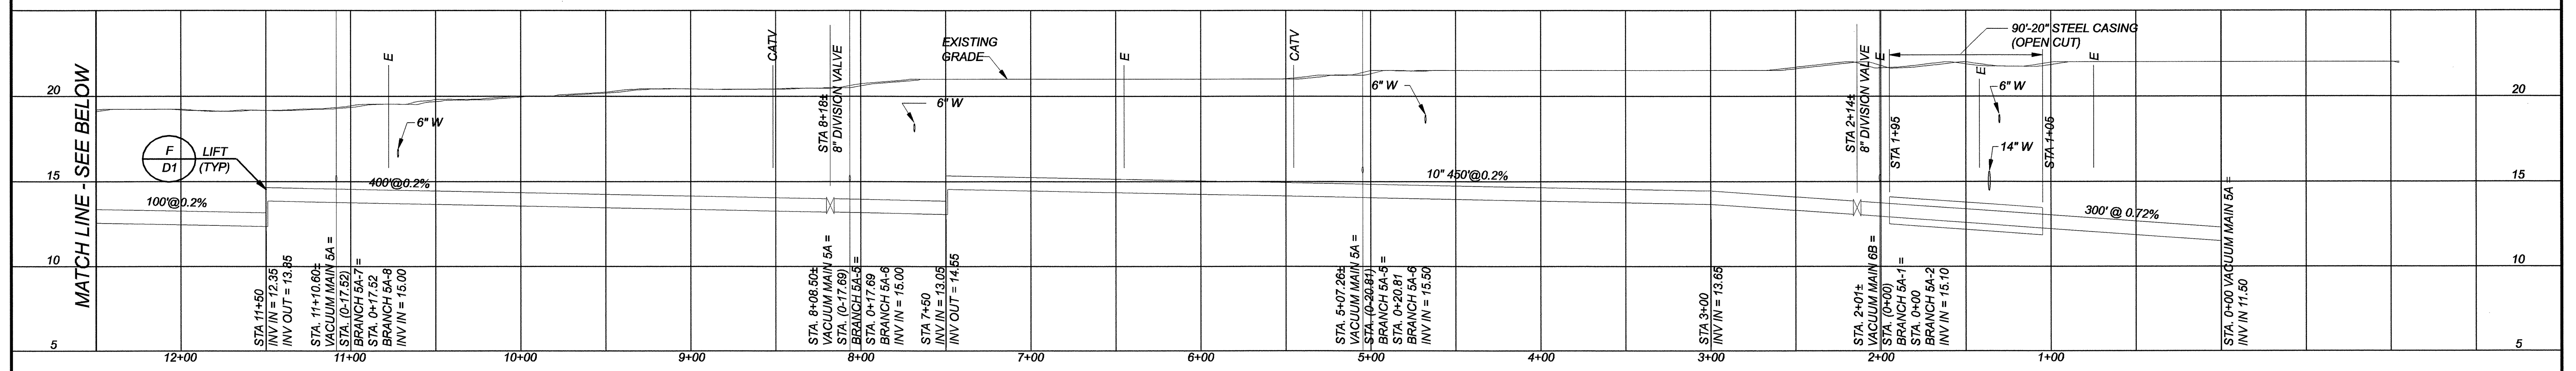 MATCH LINE - SEE BELOW
20
15
10
5
F
D1
LIFT
(TYP)
100'@0.2%
E
6" W
400'@0.2%
CATV
STA 8+18±
8" DIVISION VALVE
6" W
EXISTING
GRADE
E
CATV
6" W
10" 450'@0.2%
STA 2+14±
8" DIVISION VALVE
E
STA 1+95
90'-20" STEEL CASING
(OPEN CUT)
E
6" W
14" W
STA 1+05
E
300' @ 0.72%
20
15
10
5
STA 11+50
INV IN = 12.35
INV OUT = 13.85
STA. 11+10.60±
VACUUM MAIN 5A =
STA. (0-17.52)
BRANCH 5A-7 =
STA. 0+17.52
BRANCH 5A-8
INV IN = 15.00
STA. 8+08.50±
VACUUM MAIN 5A =
STA. (0-17.69)
BRANCH 5A-5 =
STA. 0+17.69
BRANCH 5A-6
INV IN = 15.00
STA 7+50
INV IN = 13.05
INV OUT = 14.55
STA. 5+07.26±
VACUUM MAIN 5A =
STA. (0-20.81)
BRANCH 5A-5 =
STA. 0+20.81
BRANCH 5A-6
INV IN = 15.50
STA 3+00
INV IN = 13.65
STA. 2+01±
VACUUM MAIN 6B =
STA. (0+00)
BRANCH 5A-1 =
STA. 0+00
BRANCH 5A-2
INV IN = 15.10
STA. 0+00 VACUUM MAIN 5A =
INV IN 11.50
12+00
11+00
10+00
9+00
8+00
7+00
6+00
5+00
4+00
3+00
2+00
1+00